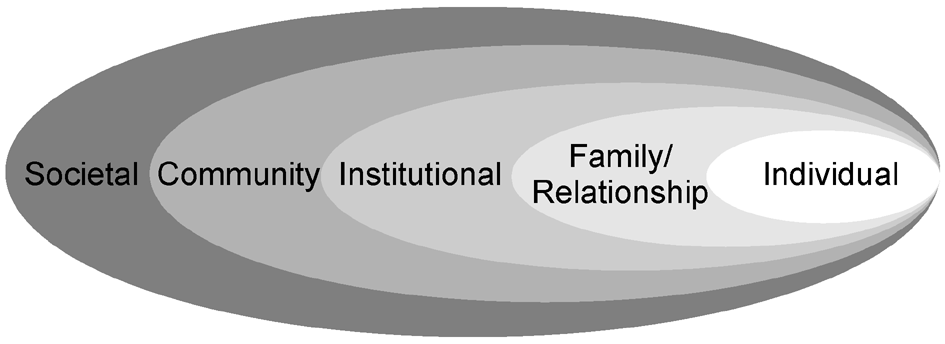 Societal
Community
Institutional
Family/
Relationship
Individual